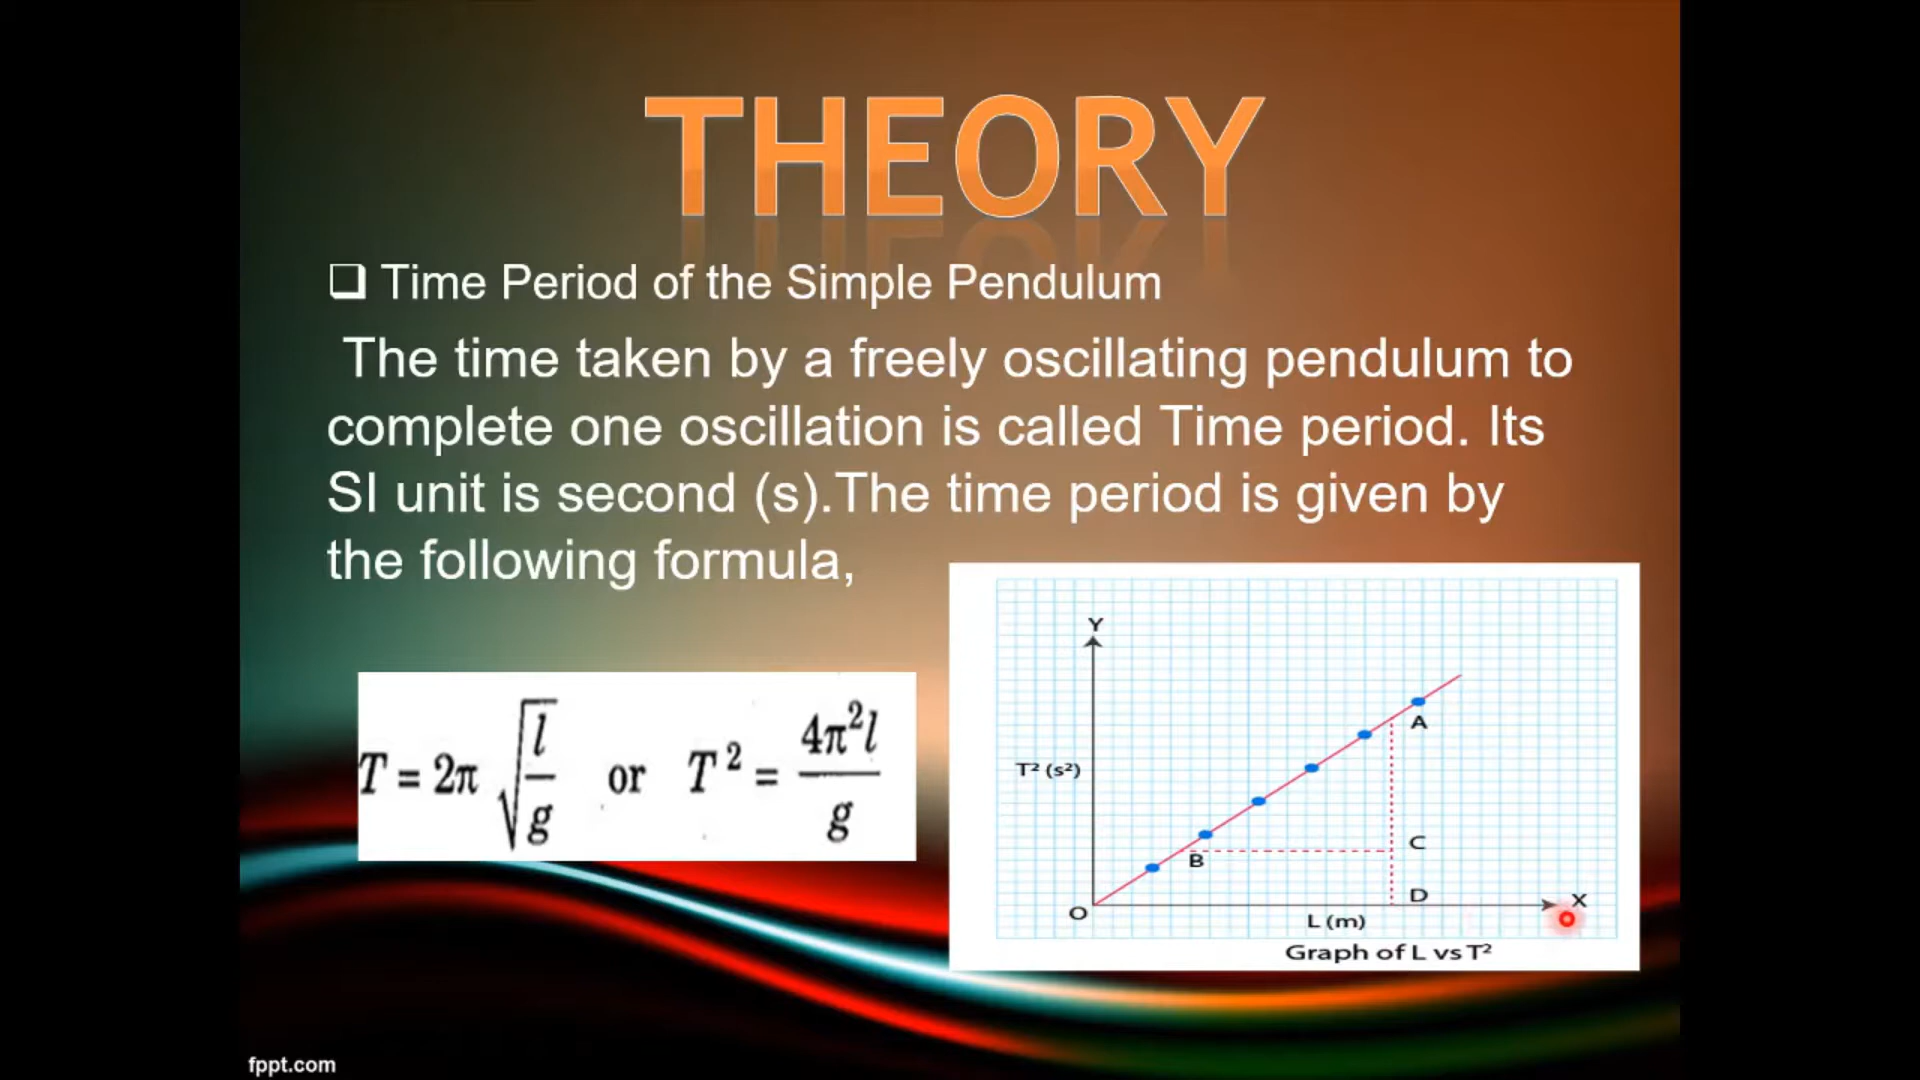 THEORY
❑ Time Period of the Simple Pendulum
The time taken by a freely oscillating pendulum to
complete one oscillation is called Time period. Its
SI unit is second (s).The time period is given by
the following formula,
T = 2π √(l/g) or T² = 4π²l/g
Y
A
T² (s²)
C
B
D
X
O
L (m)
Graph of L vs T²
fppt.com